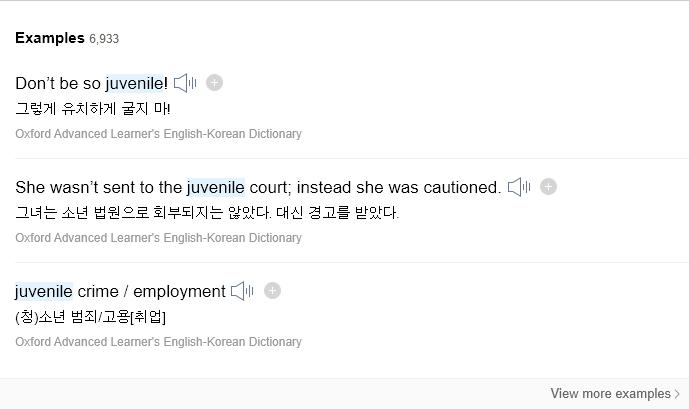 Examples 6,933
Don't be so juvenile!
그렇게 유치하게 굴지 마!
Oxford Advanced Learner's English-Korean Dictionary
She wasn't sent to the juvenile court; instead she was cautioned.
그녀는 소년 법원으로 회부되지는 않았다. 대신 경고를 받았다.
Oxford Advanced Learner's English-Korean Dictionary
juvenile crime / employment
(청)소년 범죄/고용[취업]
Oxford Advanced Learner's English-Korean Dictionary
View more examples